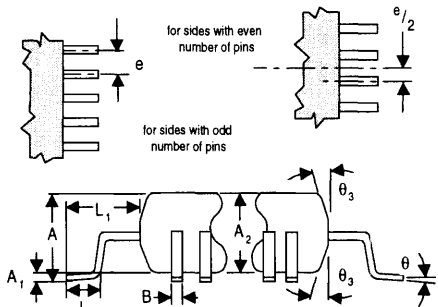 for sides with even
number of pins
e
e/2
for sides with odd
number of pins
L1
A
A2
θ3
A1
B
θ3
θ